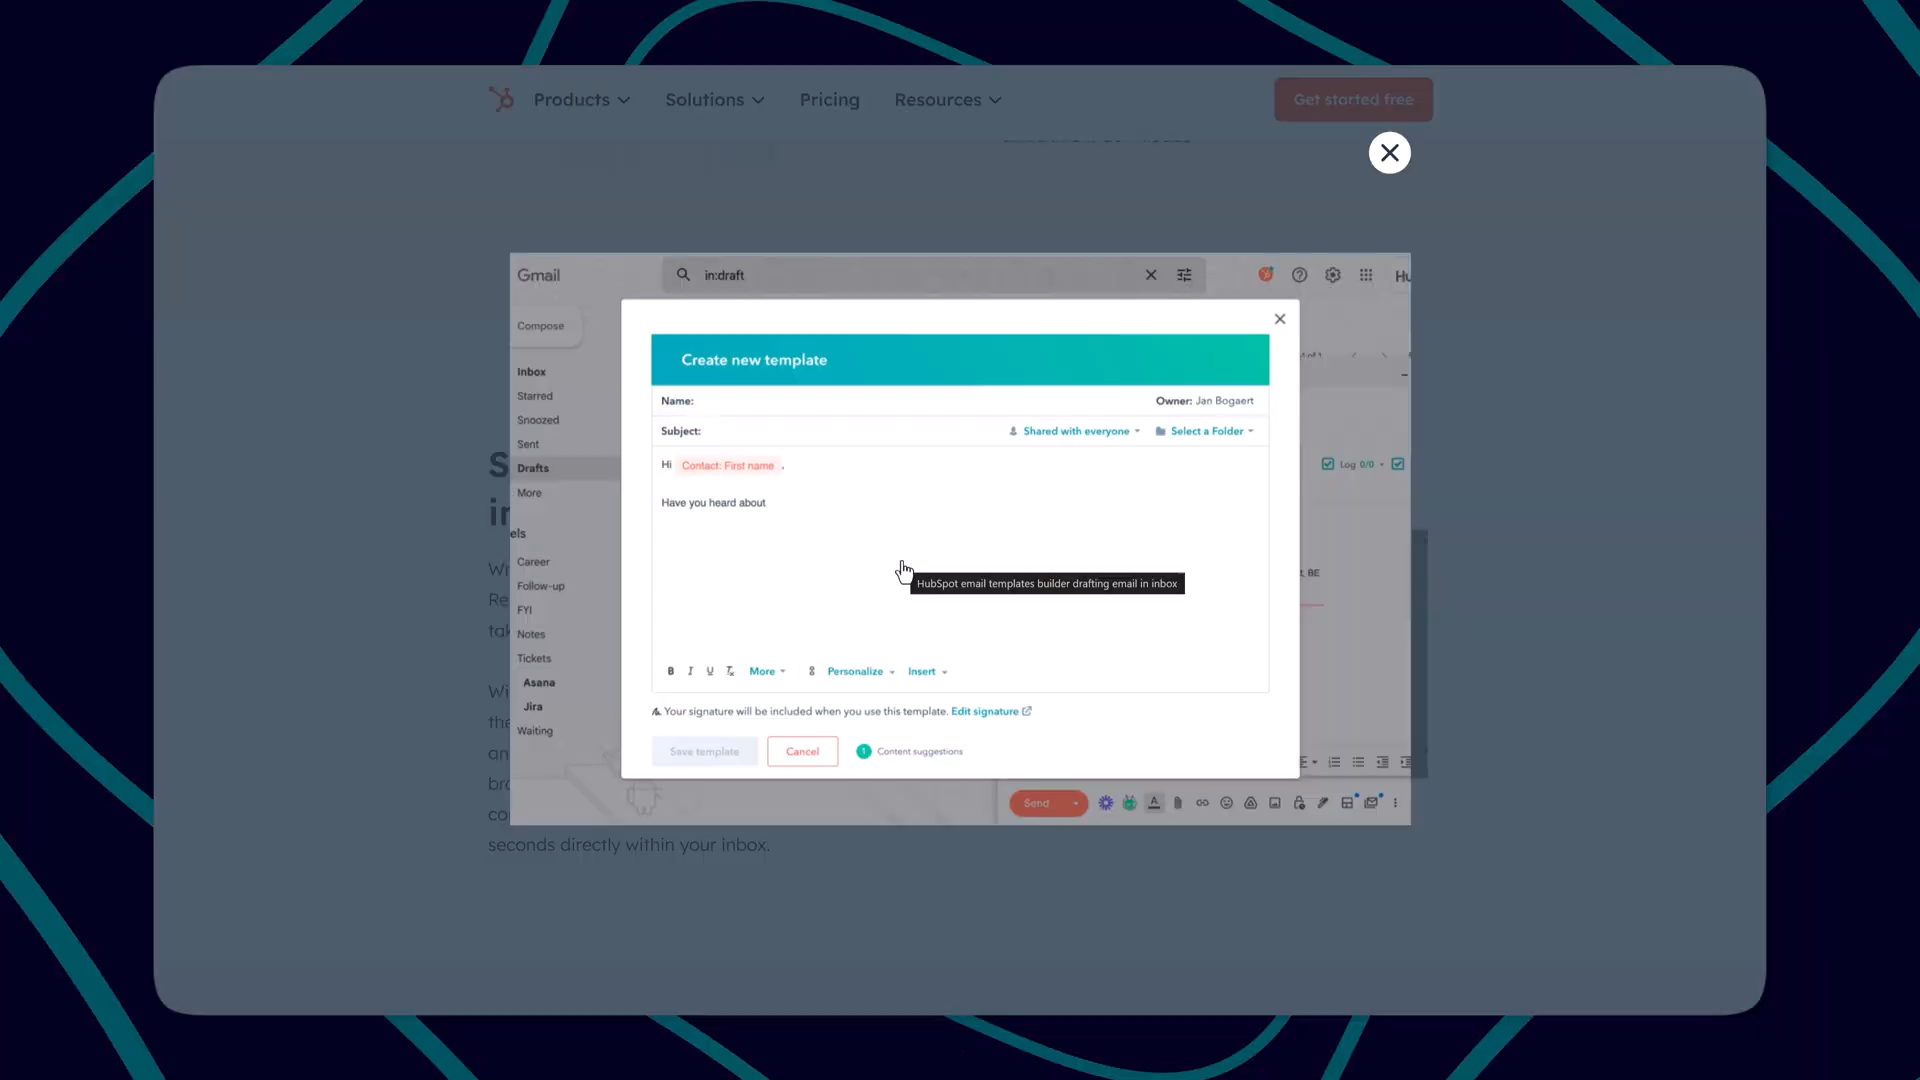 Products
Solutions
Pricing
Resources
Get started free
Gmail
in:draft
Compose
Inbox
Starred
Snoozed
Sent
Drafts
More
els
Career
Follow-up
FYI
Notes
Tickets
Asana
Jira
Waiting
Create new template
Name:
Owner: Jan Bogaert
Subject:
Shared with everyone
Select a Folder
Hi Contact: First name ,
Have you heard about
HubSpot email templates builder drafting email in inbox
B I U Tx More Personalize Insert
Your signature will be included when you use this template. Edit signature
Save template
Cancel
1 Content suggestions
Log 0/0
BE
Send
seconds directly within your inbox.